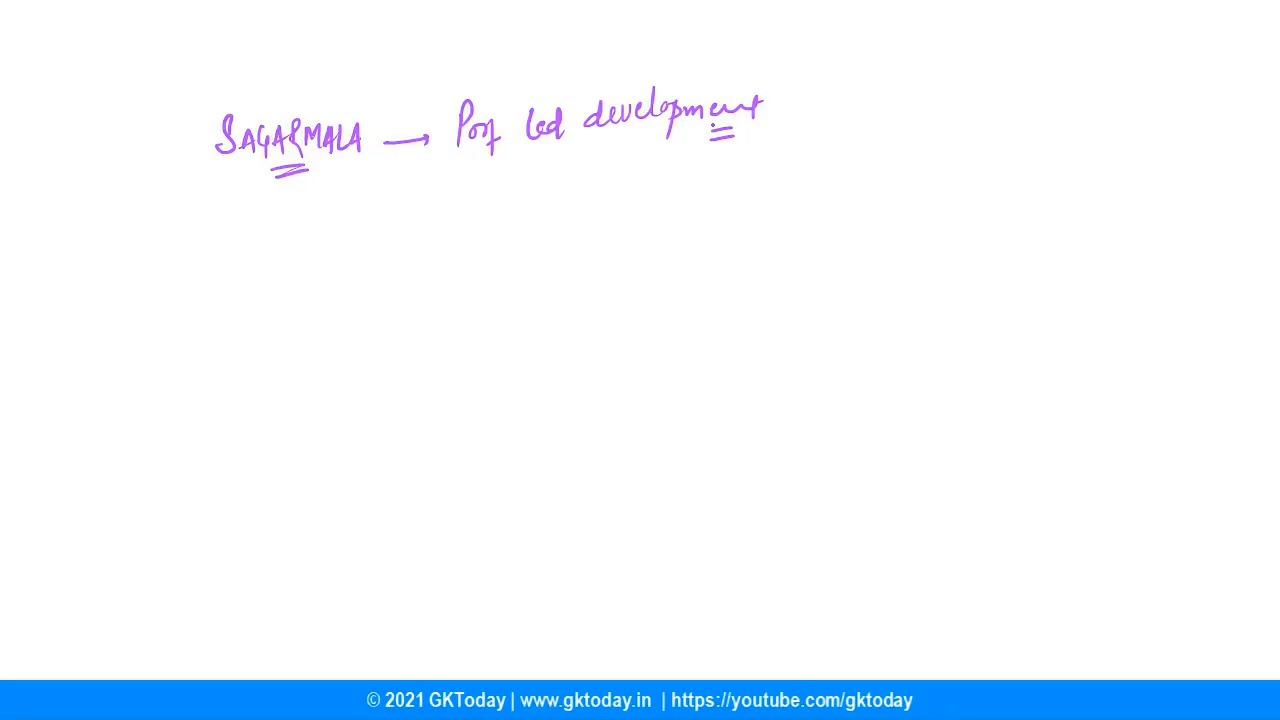 SAGARMALA → Port led development
© 2021 GKToday | www.gktoday.in | https://youtube.com/gktoday